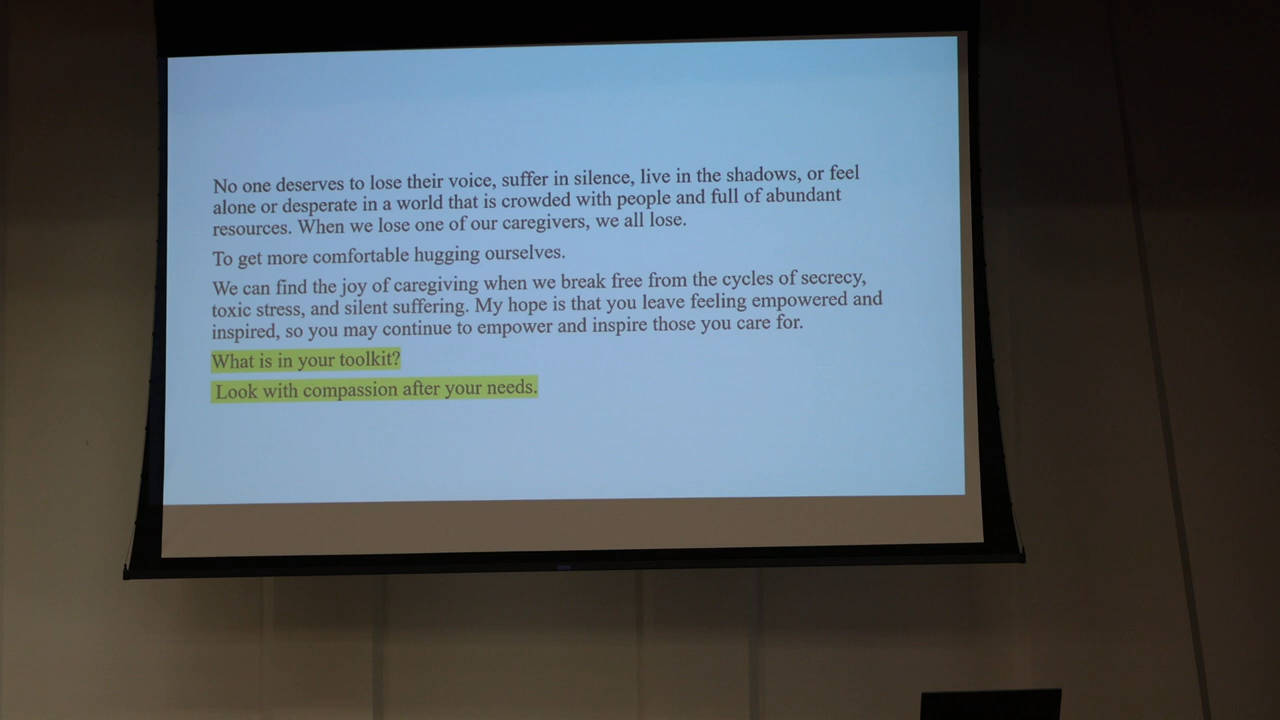 No one deserves to lose their voice, suffer in silence, live in the shadows, or feel
alone or desperate in a world that is crowded with people and full of abundant
resources. When we lose one of our caregivers, we all lose.
To get more comfortable hugging ourselves.
We can find the joy of caregiving when we break free from the cycles of secrecy,
toxic stress, and silent suffering. My hope is that you leave feeling empowered and
inspired, so you may continue to empower and inspire those you care for.
What is in your toolkit?
Look with compassion after your needs.